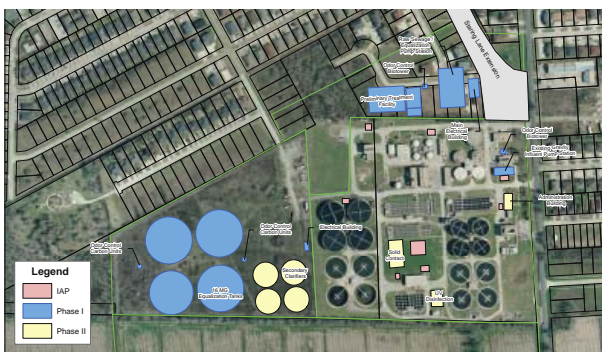 Staring Lane Extension
Raw Sewage /
Equalization
Pump Station
Odor Control
Biotower
Preliminary Treatment
Facility
Main
Electrical
Building
Odor Control
Biotower
Existing Gravity
Influent Pump Station
Administration
Building
Odor Control
Carbon Units
Electrical Building
Odor Control
Carbon Units
Solid
Contact
Secondary
Clarifiers
16 MG
Equalization Tanks
UV
Disinfection
Legend
IAP
Phase I
Phase II